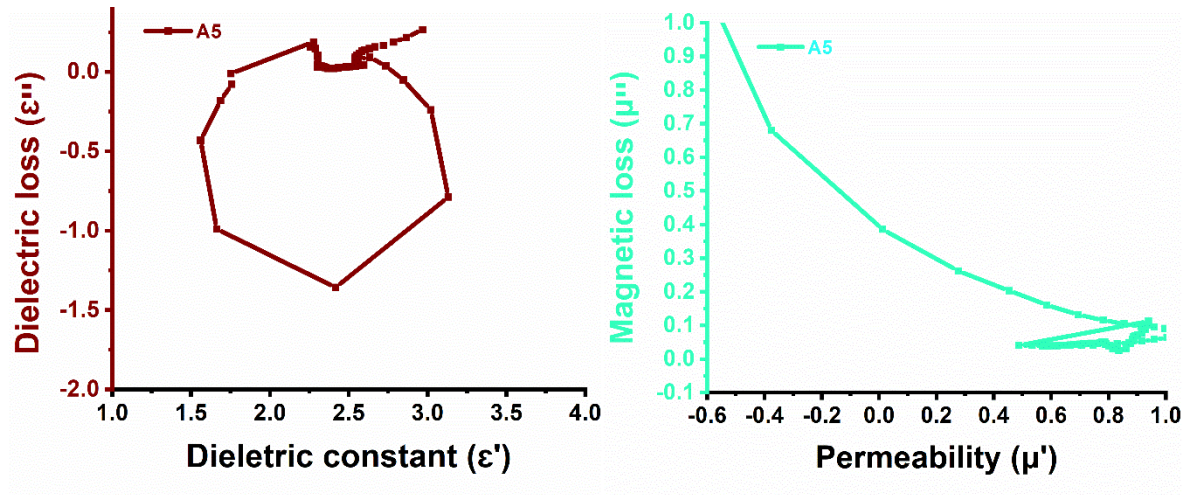 A5
Dielectric loss (ε'')
0.0
-0.5
-1.0
-1.5
-2.0
1.0 1.5 2.0 2.5 3.0 3.5 4.0
Dieletric constant (ε')
A5
Magnetic loss (μ'')
1.0
0.9
0.8
0.7
0.6
0.5
0.4
0.3
0.2
0.1
0.0
-0.1
-0.6 -0.4 -0.2 0.0 0.2 0.4 0.6 0.8 1.0
Permeability (μ')